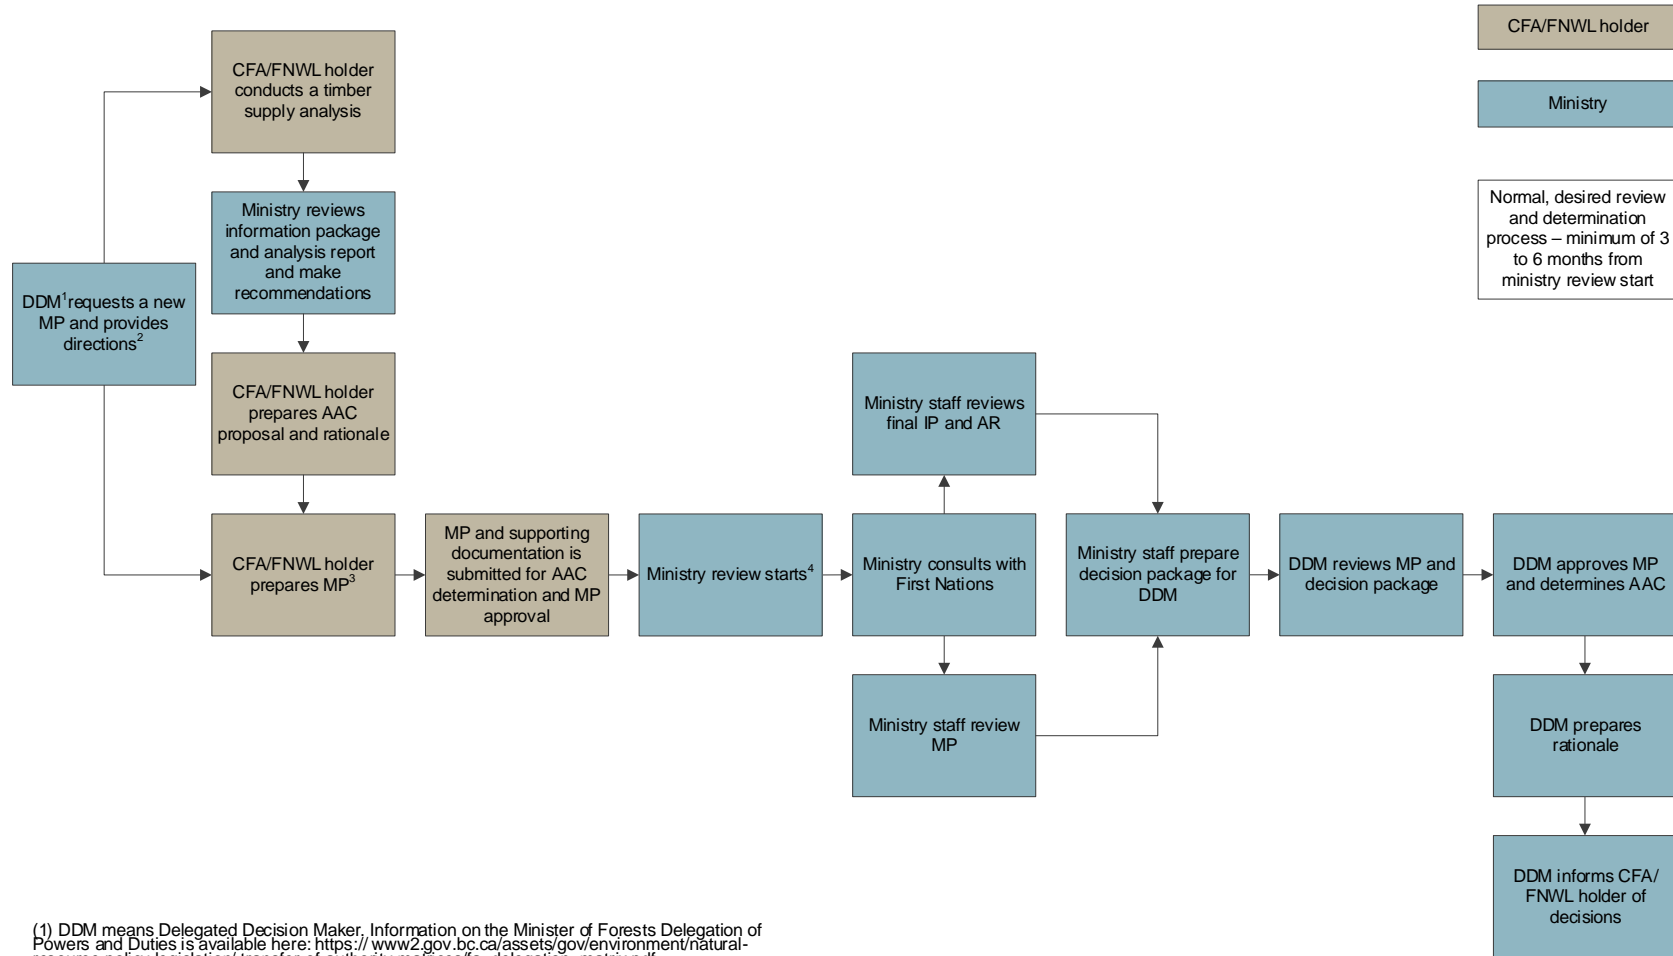 CFA/FNWL holder
conducts a timber
supply analysis
Ministry reviews
information package
and analysis report
and make
recommendations
DDM¹requests a new
MP and provides
directions²
CFA/FNWL holder
prepares AAC
proposal and rationale
CFA/FNWL holder
prepares MP³
MP and supporting
documentation is
submitted for AAC
determination and MP
approval
Ministry review starts⁴
Ministry staff reviews
final IP and AR
Ministry consults with
First Nations
Ministry staff review
MP
Ministry staff prepare
decision package for
DDM
DDM reviews MP and
decision package
DDM approves MP
and determines AAC
DDM prepares
rationale
DDM informs CFA/
FNWL holder of
decisions
CFA/FNWL holder
Ministry
Normal, desired review
and determination
process – minimum of 3
to 6 months from
ministry review start
(1) DDM means Delegated Decision Maker. Information on the Minister of Forests Delegation of
Powers and Duties is available here: https:// www2.gov.bc.ca/assets/gov/environment/natural-